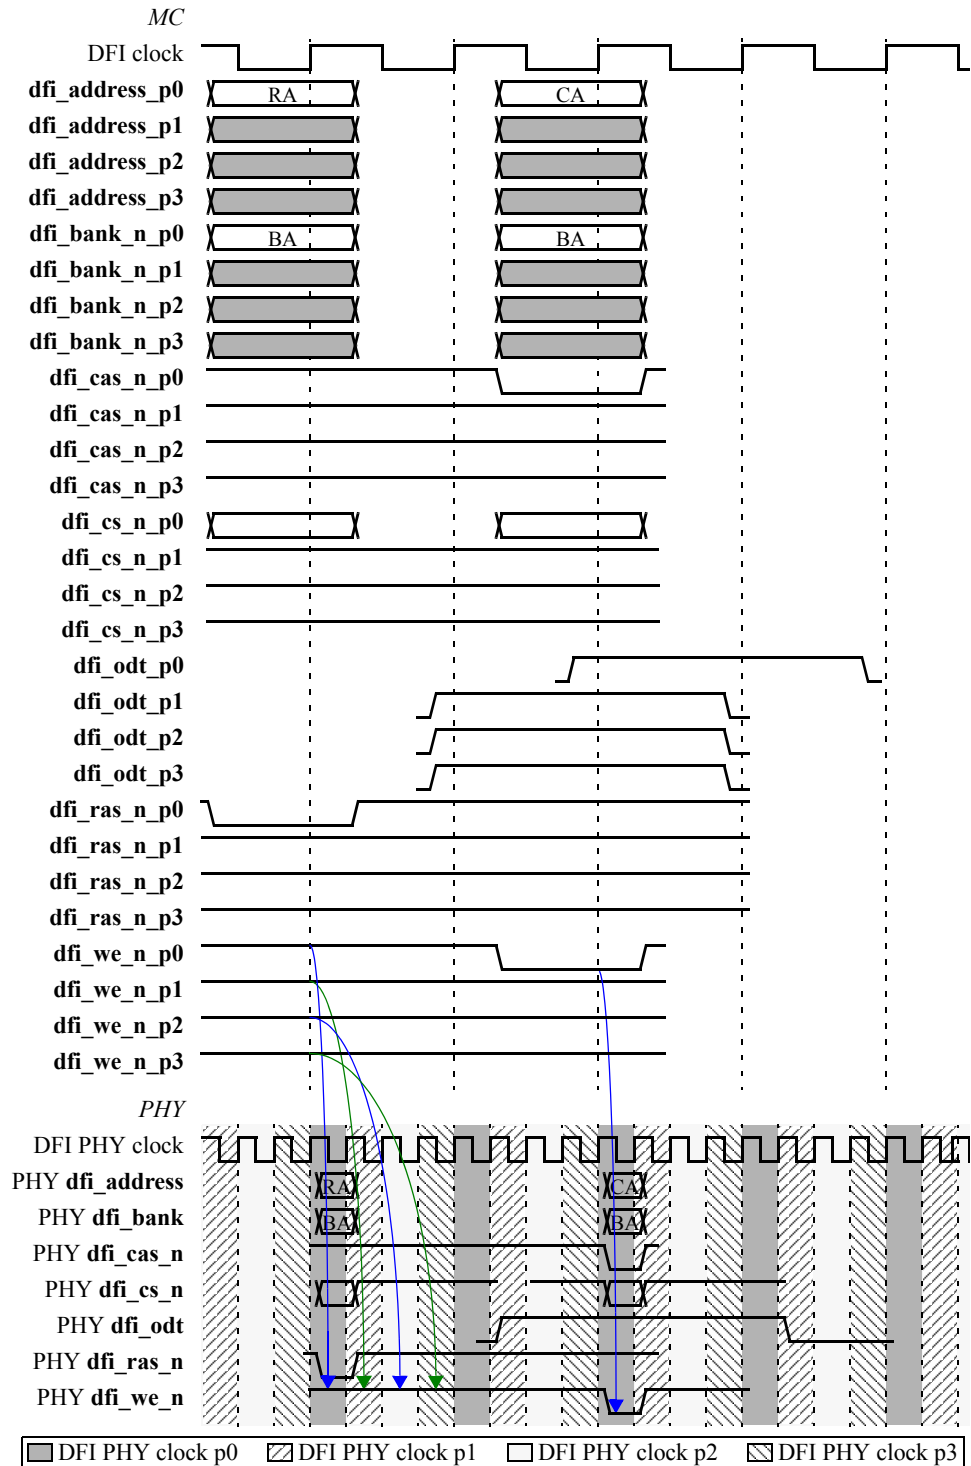 MC
DFI clock
dfi_address_p0 RA CA
dfi_address_p1
dfi_address_p2
dfi_address_p3
dfi_bank_n_p0 BA BA
dfi_bank_n_p1
dfi_bank_n_p2
dfi_bank_n_p3
dfi_cas_n_p0
dfi_cas_n_p1
dfi_cas_n_p2
dfi_cas_n_p3
dfi_cs_n_p0
dfi_cs_n_p1
dfi_cs_n_p2
dfi_cs_n_p3
dfi_odt_p0
dfi_odt_p1
dfi_odt_p2
dfi_odt_p3
dfi_ras_n_p0
dfi_ras_n_p1
dfi_ras_n_p2
dfi_ras_n_p3
dfi_we_n_p0
dfi_we_n_p1
dfi_we_n_p2
dfi_we_n_p3
PHY
DFI PHY clock
PHY dfi_address RA CA
PHY dfi_bank BA BA
PHY dfi_cas_n
PHY dfi_cs_n
PHY dfi_odt
PHY dfi_ras_n
PHY dfi_we_n
DFI PHY clock p0 DFI PHY clock p1 DFI PHY clock p2 DFI PHY clock p3